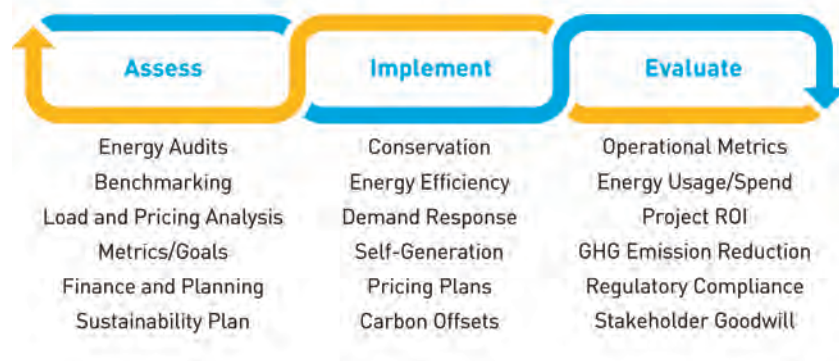 Assess
Energy Audits
Benchmarking
Load and Pricing Analysis
Metrics/Goals
Finance and Planning
Sustainability Plan
Implement
Conservation
Energy Efficiency
Demand Response
Self-Generation
Pricing Plans
Carbon Offsets
Evaluate
Operational Metrics
Energy Usage/Spend
Project ROI
GHG Emission Reduction
Regulatory Compliance
Stakeholder Goodwill